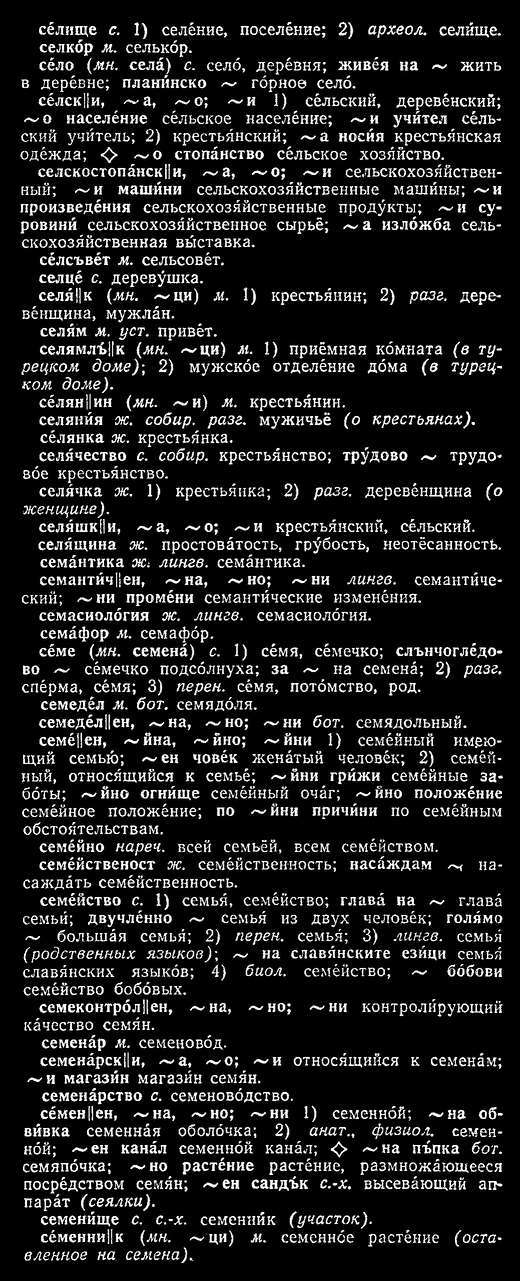 се́лище с. 1) селе́ние, поселе́ние; 2) археол. сели́ще.
селко́р м. селько́р.
се́ло (мн. села́) с. село́, дере́вня; живе́я на ~ жить
в дере́вне; плани́нско ~ го́рное село́.
се́лск||и, ~а, ~о; ~и 1) се́льский, дереве́нский;
~о населе́ние се́льское населе́ние; ~и учи́тел се́ль-
ский учи́тель; 2) крестья́нский; ~а носи́я крестья́нская
оде́жда; ◇ ~о стопа́нство се́льское хозя́йство.
селскостопа́нск||и, ~а, ~о; ~и сельскохозя́йствен-
ный; ~и маши́ни сельскохозя́йственные маши́ны; ~и
произведе́ния сельскохозя́йственные проду́кты; ~и су-
рови́ни сельскохозя́йственное сырьё; ~а изло́жба сель-
скохозя́йственная вы́ставка.
се́лсъве́т м. сельсове́т.
селце́ с. дереву́шка.
селя́||к (мн. ~ци) м. 1) крестья́нин; 2) разг. дере-
ве́нщина, мужла́н.
селя́м м. уст. приве́т.
селямлъ́||к (мн. ~ци) м. 1) приёмная ко́мната (в ту-
рецком доме); 2) мужско́е отделе́ние до́ма (в турец-
ком доме).
се́лян||ин (мн. ~и) м. крестья́нин.
селяни́я ж. собир. разг. мужичьё (о крестьянах).
се́лянка ж. крестья́нка.
селя́чество с. собир. крестья́нство; тру́дово ~ трудо-
во́е крестья́нство.
селя́чка ж. 1) крестья́нка; 2) разг. дереве́нщина (о
женщине).
селя́шк||и, ~а, ~о; ~и крестья́нский, се́льский.
селя́щина ж. простова́тость, гру́бость, неотёсанность.
сема́нтика ж. лингв. сема́нтика.
семанти́ч||ен, ~на, ~но; ~ни лингв. семанти́че-
ский; ~ни проме́ни семанти́ческие измене́ния.
семасиоло́гия ж. лингв. семасиоло́гия.
сема́фор м. семафо́р.
се́ме (мн. семена́) с. 1) се́мя, се́мечко; слънчогле́до-
во ~ се́мечко подсо́лнуха; за ~ на семена́; 2) разг.
спе́рма, се́мя; 3) перен. се́мя, пото́мство, род.
семеде́л м. бот. семядо́ля.
семеде́л||ен, ~на, ~но; ~ни бот. семядо́льный.
семе́||ен, ~йна, ~йно; ~йни 1) семе́йный имею-
щий семью́; ~ен чове́к жена́тый челове́к; 2) семе́й-
ный, относя́щийся к семье́; ~йни гри́жи семе́йные за-
бо́ты; ~йно огни́ще семе́йный оча́г; ~йно положе́ние
семе́йное положе́ние; по ~йни причи́ни по семе́йным
обстоя́тельствам.
семе́йно нареч. всей семьёй, всем семе́йством.
семе́йственост ж. семе́йственность; наса́ждам ~ на-
сажда́ть семе́йственность.
семе́йство с. 1) семья́, семе́йство; глава́ на ~ глава́
семьи́; двучле́нно ~ семья́ из двух челове́к; голя́мо
~ больша́я семья́; 2) перен. семья́; 3) лингв. семья́
(родственных языков); ~ на славя́нските ези́ци семья́
славя́нских языко́в; 4) биол. семе́йство; ~ бо́бови
семе́йство бобо́вых.
семеконтро́л||ен, ~на, ~но; ~ни контроли́рующий
ка́чество семя́н.
семена́р м. семеново́д.
семена́рск||и, ~а, ~о; ~и относя́щийся к семена́м;
~и магази́н магази́н семя́н.
семена́рство с. семеново́дство.
се́мен||ен, ~на, ~но; ~ни 1) семенно́й; ~на об-
ви́вка семенна́я оболо́чка; 2) анат., физиол. семен-
но́й; ~ен кана́л семенно́й кана́л; ◇ ~на пъ́пка бот.
семяпо́чка; ~но расте́ние расте́ние, размножа́ющееся
посре́дством семя́н; ~ен сандъ́к с.-х. высева́ющий ап-
пара́т (сеялки).
семени́ще с. с.-х. семенни́к (участок).
се́менни||к (мн. ~ци) м. семенно́е расте́ние (оста-
вленное на семена).